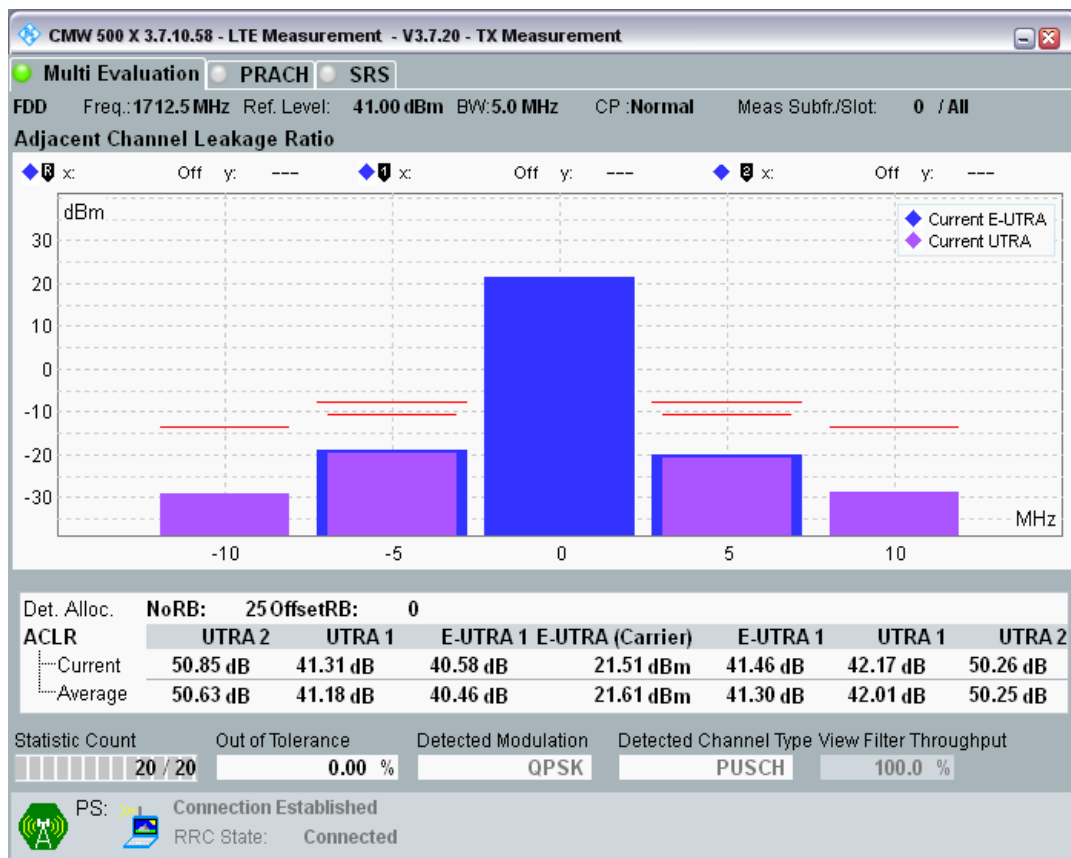 CMW 500 X 3.7.10.58 - LTE Measurement - V3.7.20 - TX Measurement
Multi Evaluation PRACH SRS
FDD Freq.:1712.5 MHz Ref. Level: 41.00 dBm BW:5.0 MHz CP :Normal Meas Subfr./Slot: 0 / All
Adjacent Channel Leakage Ratio
R x: Off y: --- 1 x: Off y: --- 2 x: Off y: ---
dBm
Current E-UTRA
Current UTRA
30
20
10
0
-10
-20
-30
MHz
-10 -5 0 5 10
Det. Alloc. NoRB: 25 OffsetRB: 0
ACLR UTRA 2 UTRA 1 E-UTRA 1 E-UTRA (Carrier) E-UTRA 1 UTRA 1 UTRA 2
Current 50.85 dB 41.31 dB 40.58 dB 21.51 dBm 41.46 dB 42.17 dB 50.26 dB
Average 50.63 dB 41.18 dB 40.46 dB 21.61 dBm 41.30 dB 42.01 dB 50.25 dB
Statistic Count Out of Tolerance Detected Modulation Detected Channel Type View Filter Throughput
20 / 20 0.00 % QPSK PUSCH 100.0 %
PS: Connection Established
RRC State: Connected